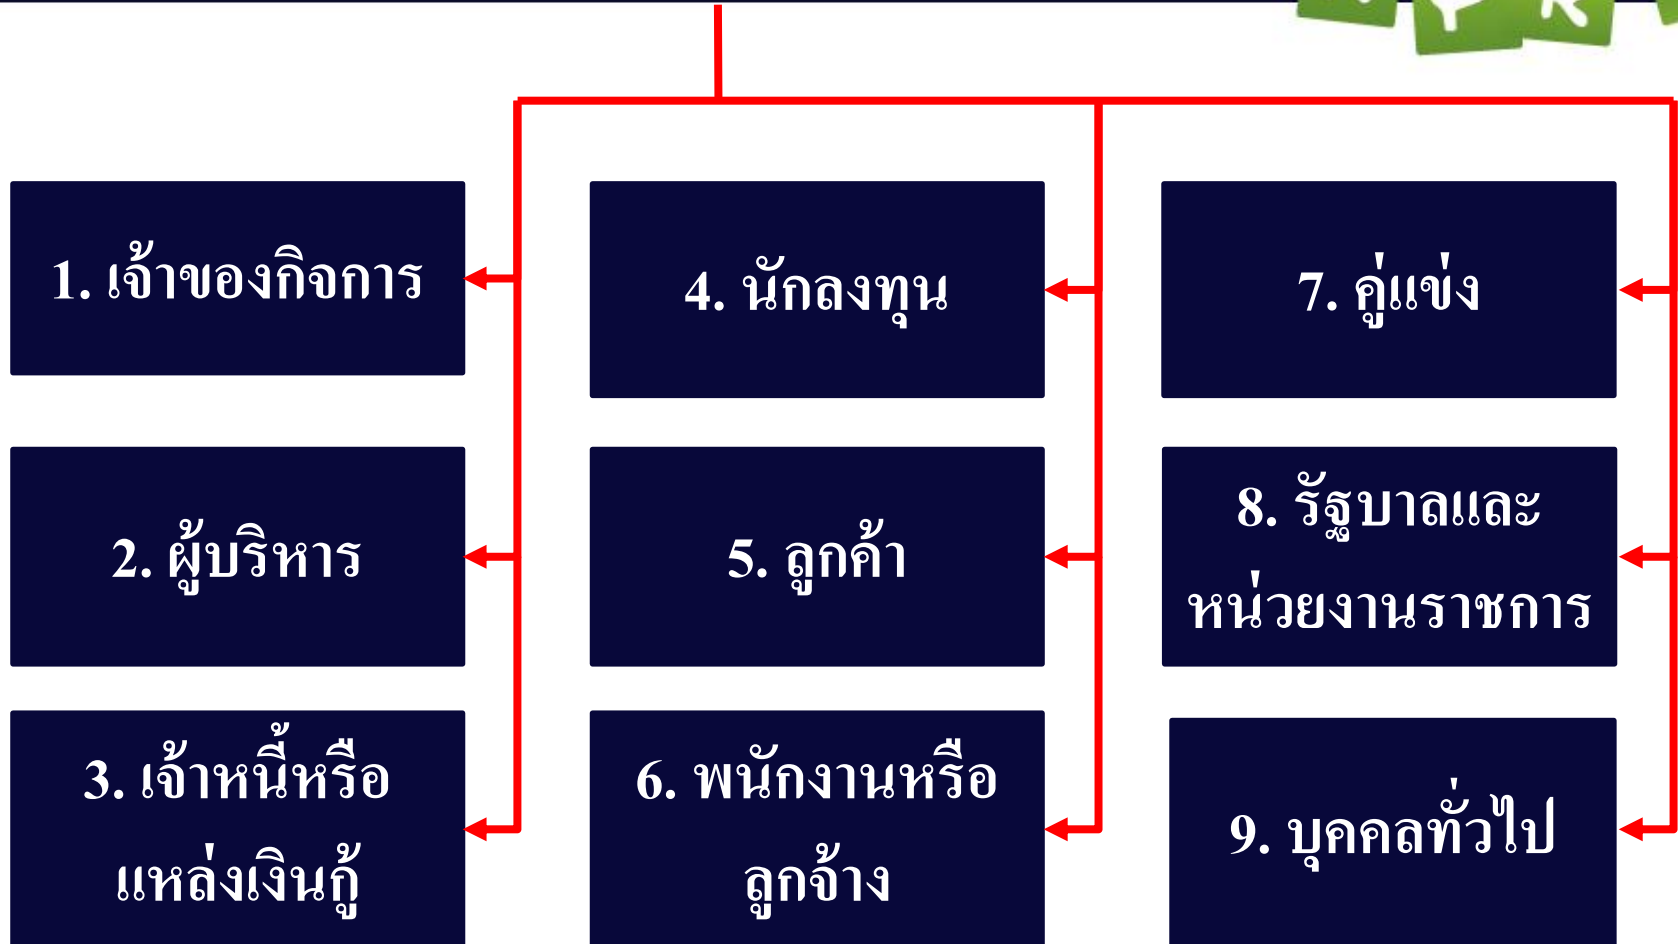 1. เจ้าของกิจการ
2. ผู้บริหาร
3. เจ้าหนี้หรือ
แหล่งเงินกู้
4. นักลงทุน
5. ลูกค้า
6. พนักงานหรือ
ลูกจ้าง
7. คู่แข่ง
8. รัฐบาลและ
หน่วยงานราชการ
9. บุคคลทั่วไป